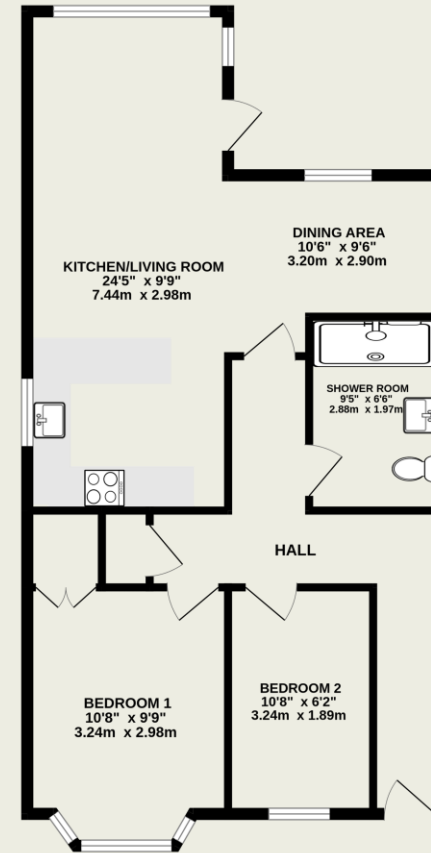 DINING AREA
10'6" x 9'6"
3.20m x 2.90m
KITCHEN/LIVING ROOM
24'5" x 9'9"
7.44m x 2.98m
SHOWER ROOM
9'5" x 6'6"
2.88m x 1.97m
HALL
BEDROOM 1
10'8" x 9'9"
3.24m x 2.98m
BEDROOM 2
10'8" x 6'2"
3.24m x 1.89m